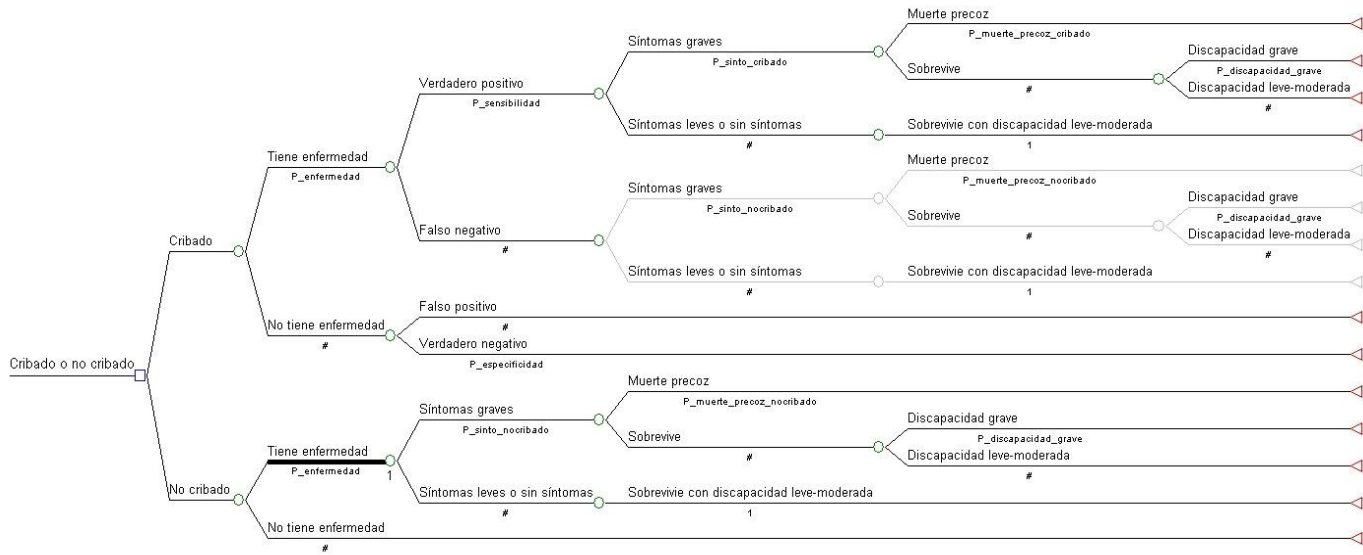 Muerte precoz
P_muerte_precoz_cribado
Síntomas graves
P_sinto_cribado
Discapacidad grave
P_discapacidad_grave
Sobrevive
#
Discapacidad leve-moderada
#
Verdadero positivo
P_sensibilidad
Síntomas leves o sin síntomas
#
Sobrevivie con discapacidad leve-moderada
1
Tiene enfermedad
P_enfermedad
Muerte precoz
P_muerte_precoz_nocribado
Síntomas graves
P_sinto_nocribado
Discapacidad grave
P_discapacidad_grave
Sobrevive
#
Discapacidad leve-moderada
#
Falso negativo
#
Síntomas leves o sin síntomas
#
Sobrevivie con discapacidad leve-moderada
1
Cribado
Falso positivo
#
No tiene enfermedad
#
Verdadero negativo
P_especificidad
Cribado o no cribado
Muerte precoz
P_muerte_precoz_nocribado
Síntomas graves
P_sinto_nocribado
Discapacidad grave
P_discapacidad_grave
Sobrevive
#
Discapacidad leve-moderada
#
Tiene enfermedad
P_enfermedad
1
No cribado
Síntomas leves o sin síntomas
#
Sobrevivie con discapacidad leve-moderada
1
No tiene enfermedad
#